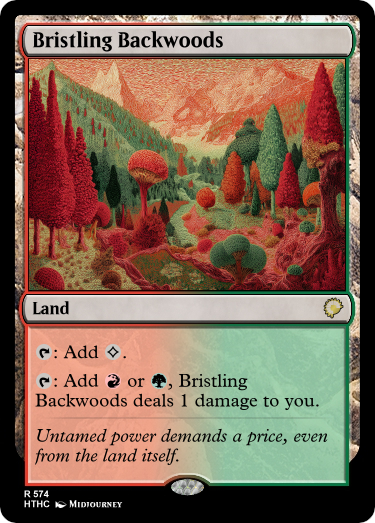 Bristling Backwoods
Land
: Add .
: Add or , Bristling
Backwoods deals 1 damage to you.
Untamed power demands a price, even
from the land itself.
R 574
HTHC Midjourney